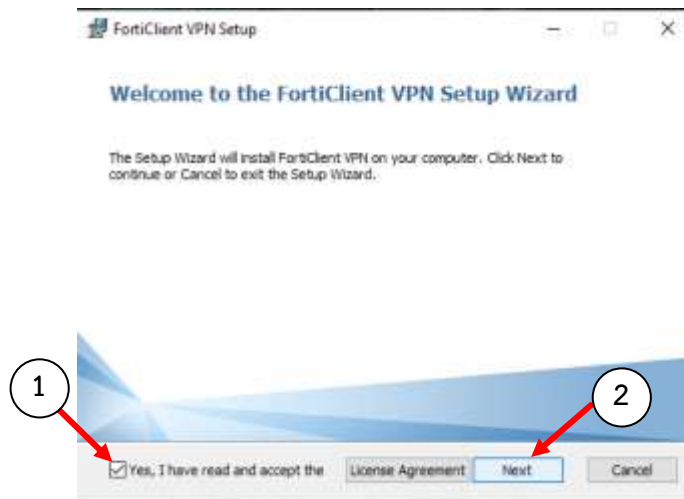 FortiClient VPN Setup
Welcome to the FortiClient VPN Setup Wizard
The Setup Wizard will install FortiClient VPN on your computer. Click Next to
continue or Cancel to exit the Setup Wizard.
1
2
Yes, I have read and accept the License Agreement Next Cancel